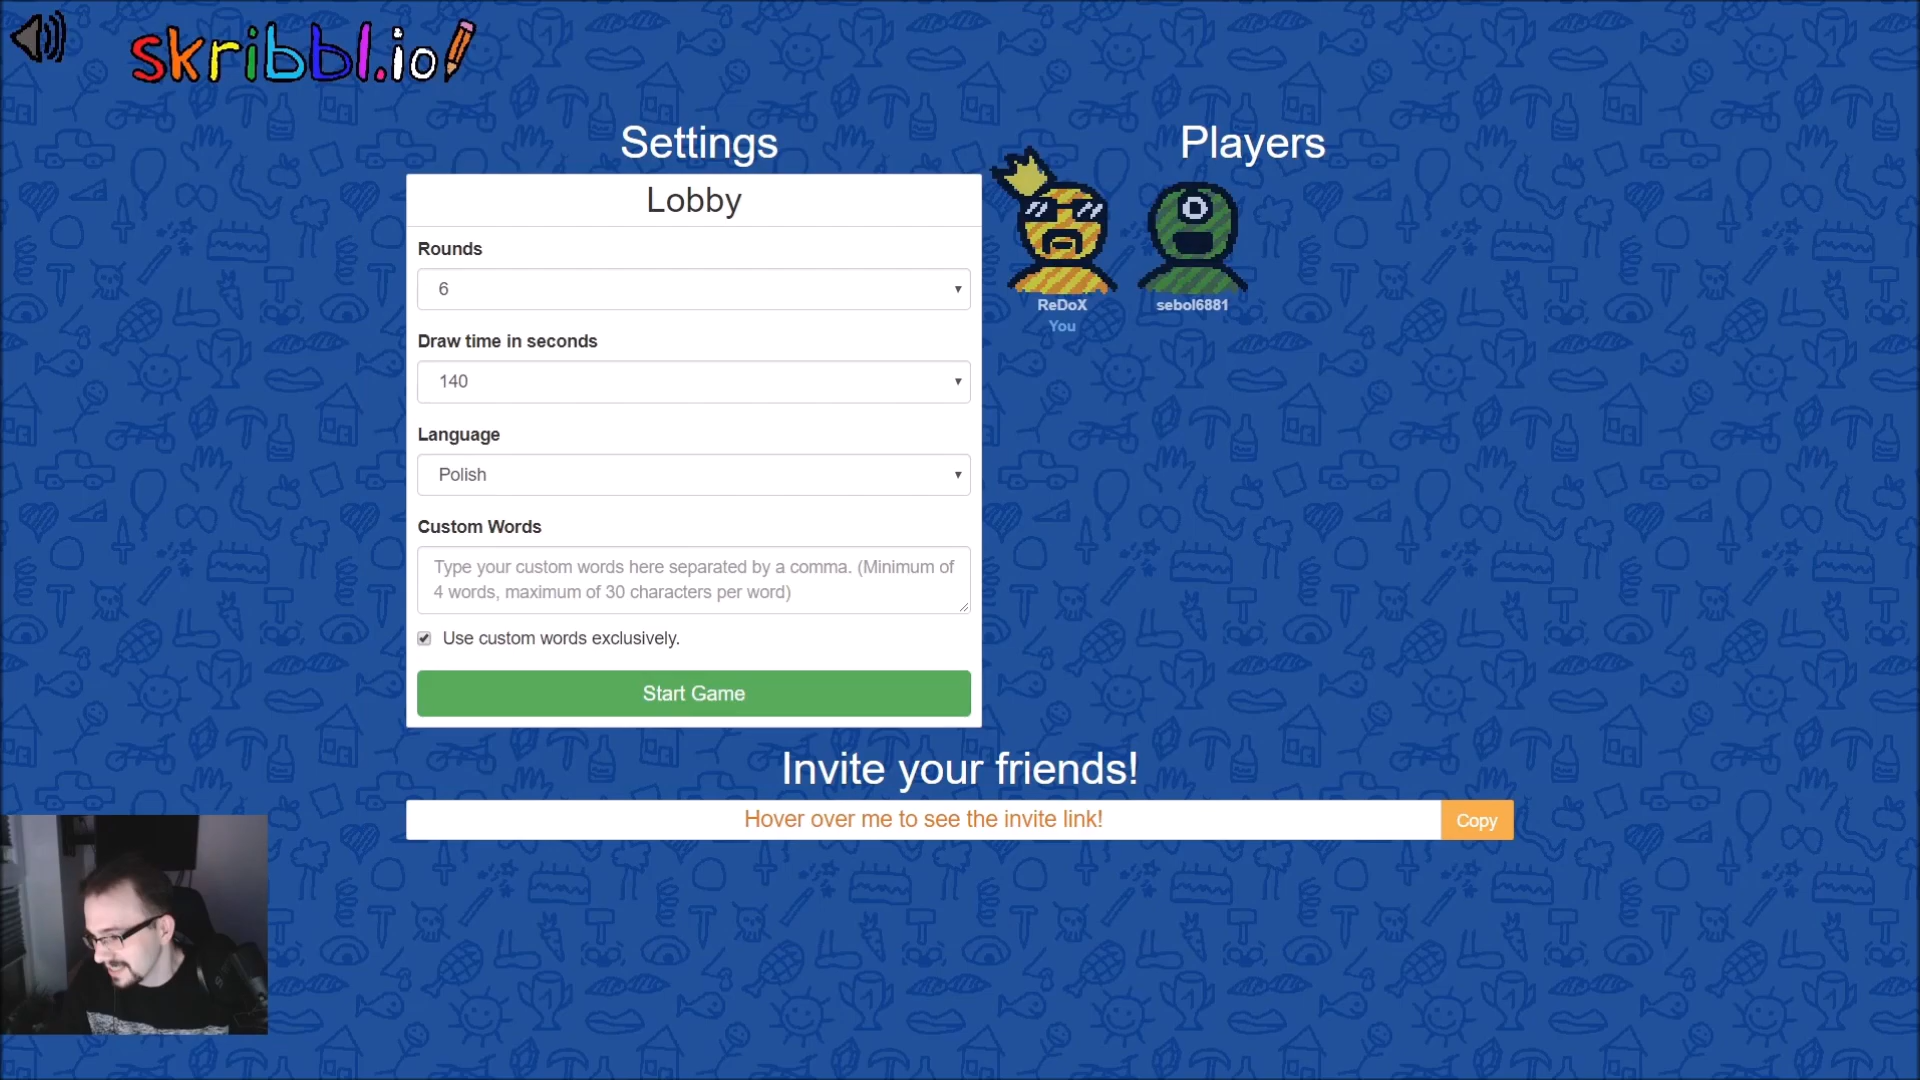 skribbl.io
Settings
Players
Lobby
Rounds
6
Draw time in seconds
140
Language
Polish
Custom Words
Type your custom words here separated by a comma. (Minimum of
4 words, maximum of 30 characters per word)
Use custom words exclusively.
Start Game
ReDoX
You
sebol6881
Invite your friends!
Hover over me to see the invite link!
Copy